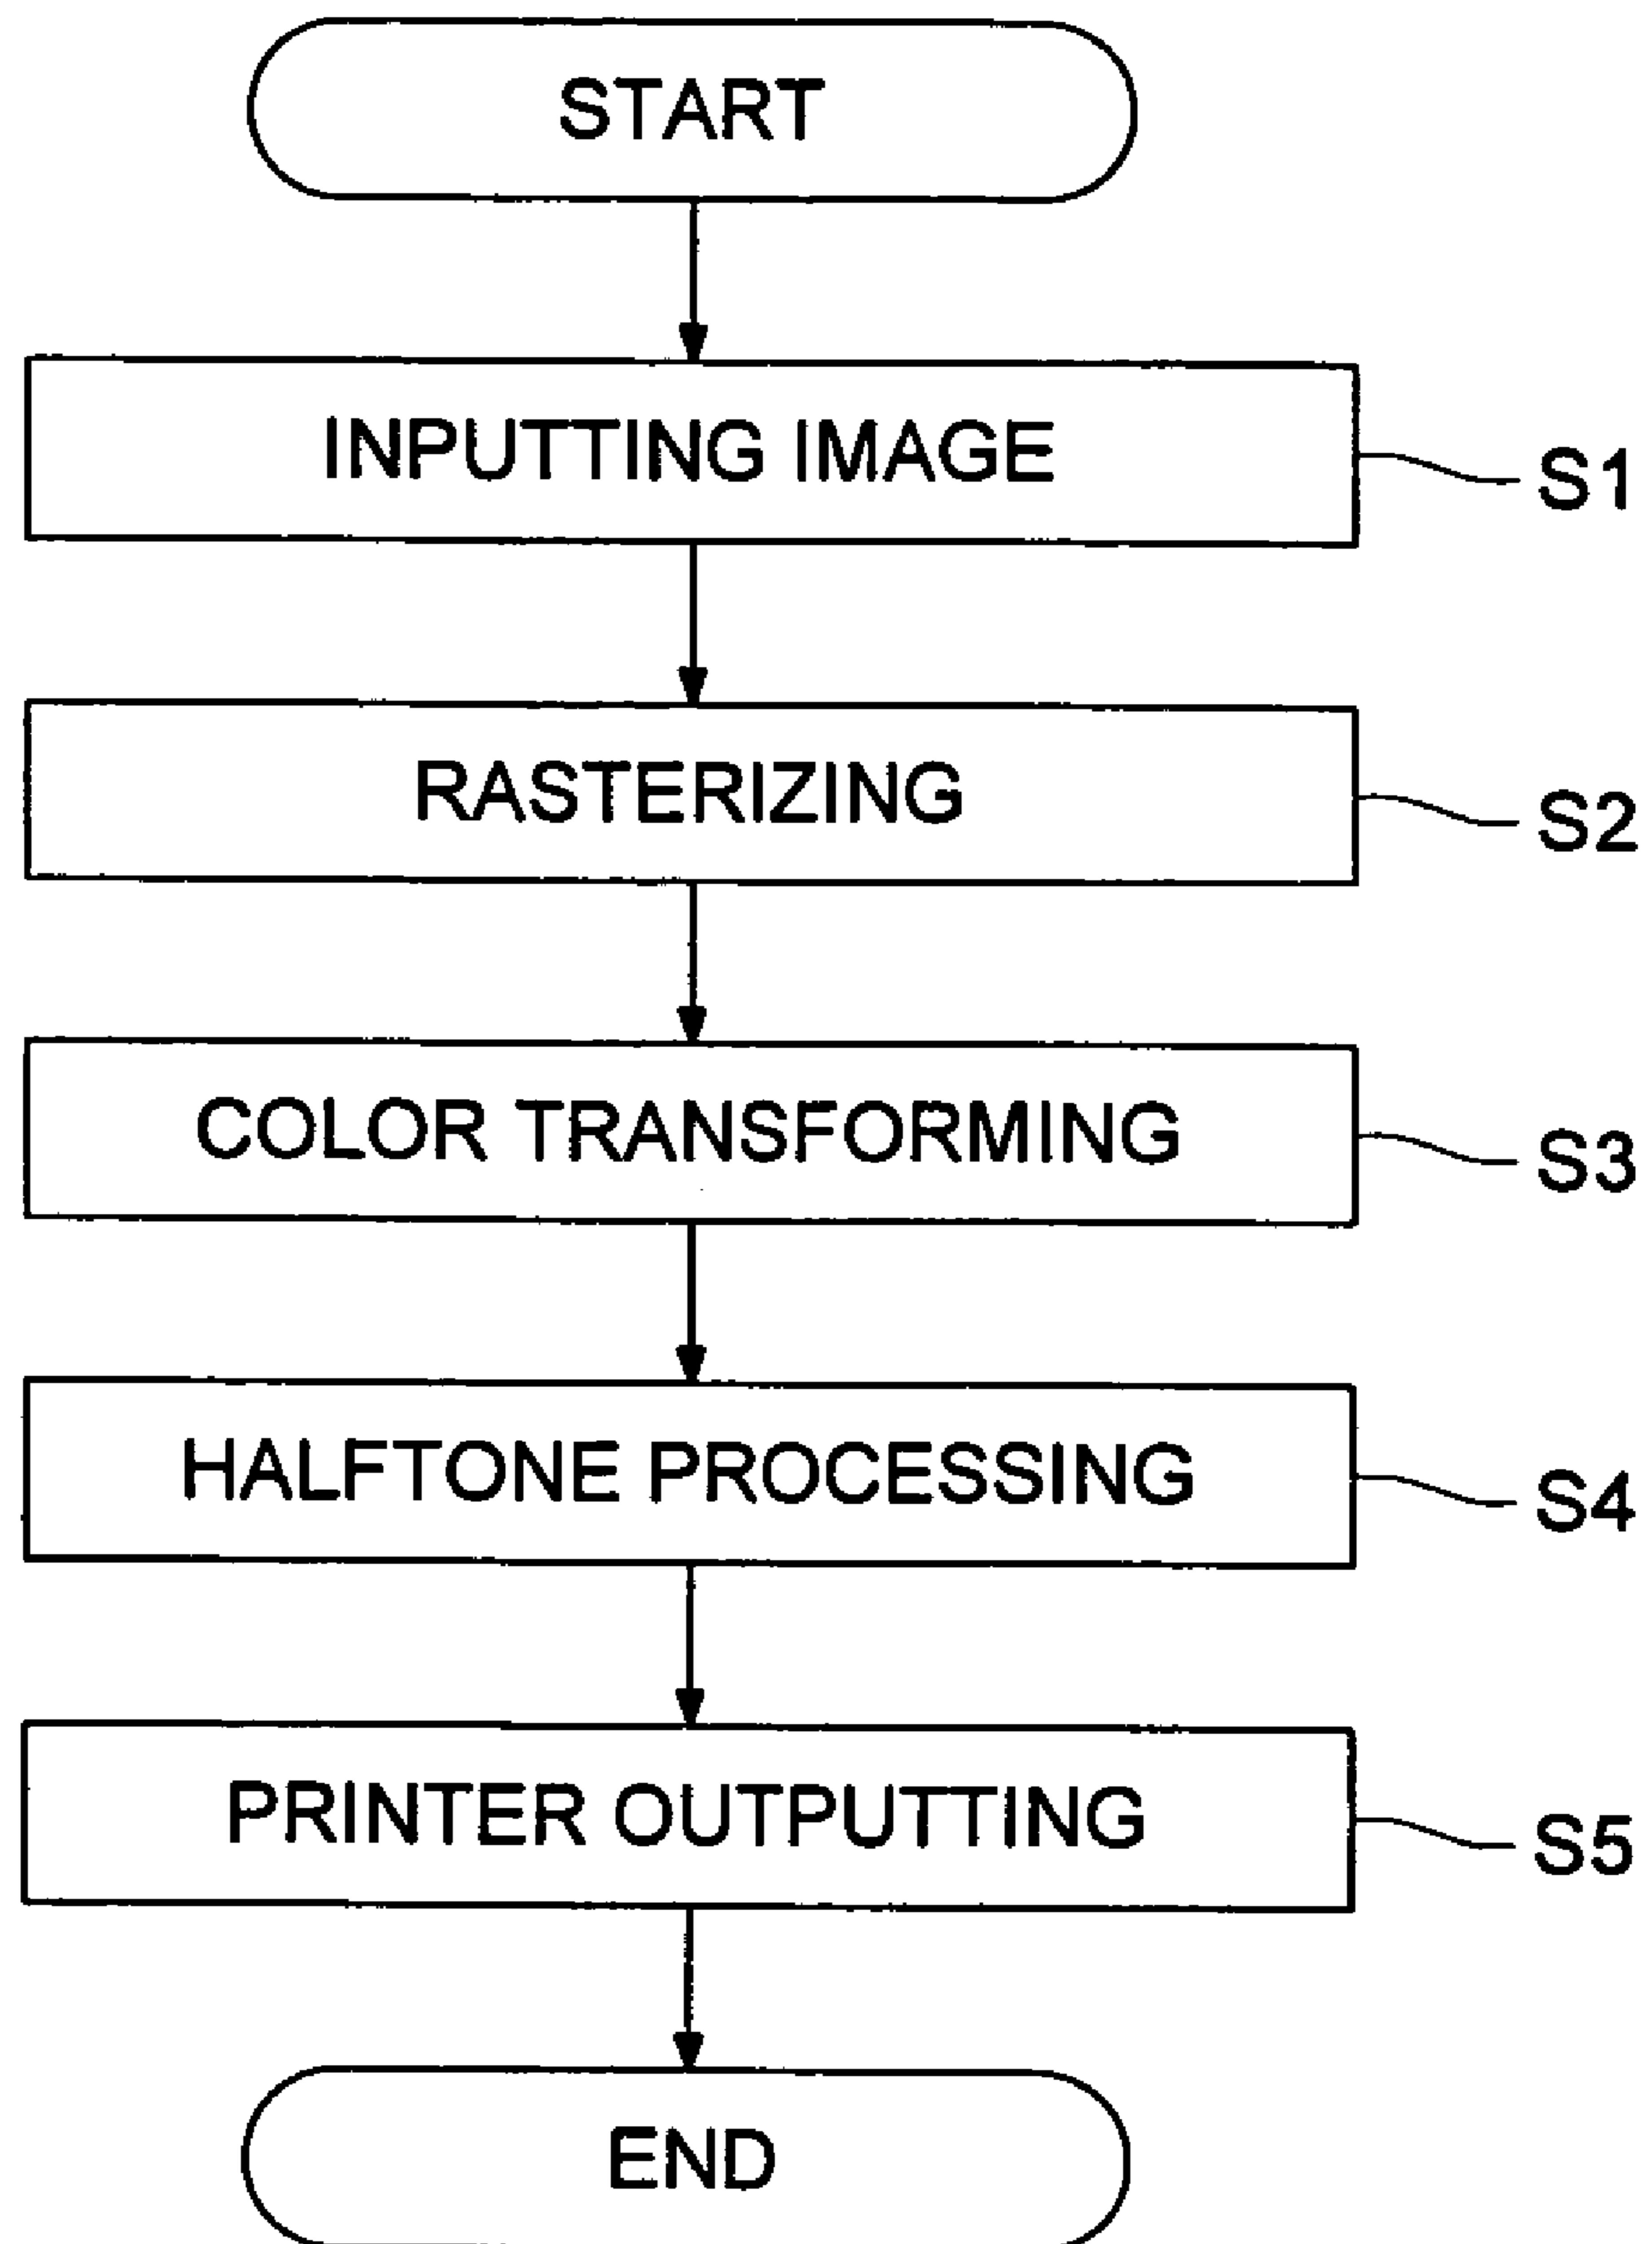 START
INPUTTING IMAGE
S1
RASTERIZING
S2
COLOR TRANSFORMING
S3
HALFTONE PROCESSING
S4
PRINTER OUTPUTTING
S5
END